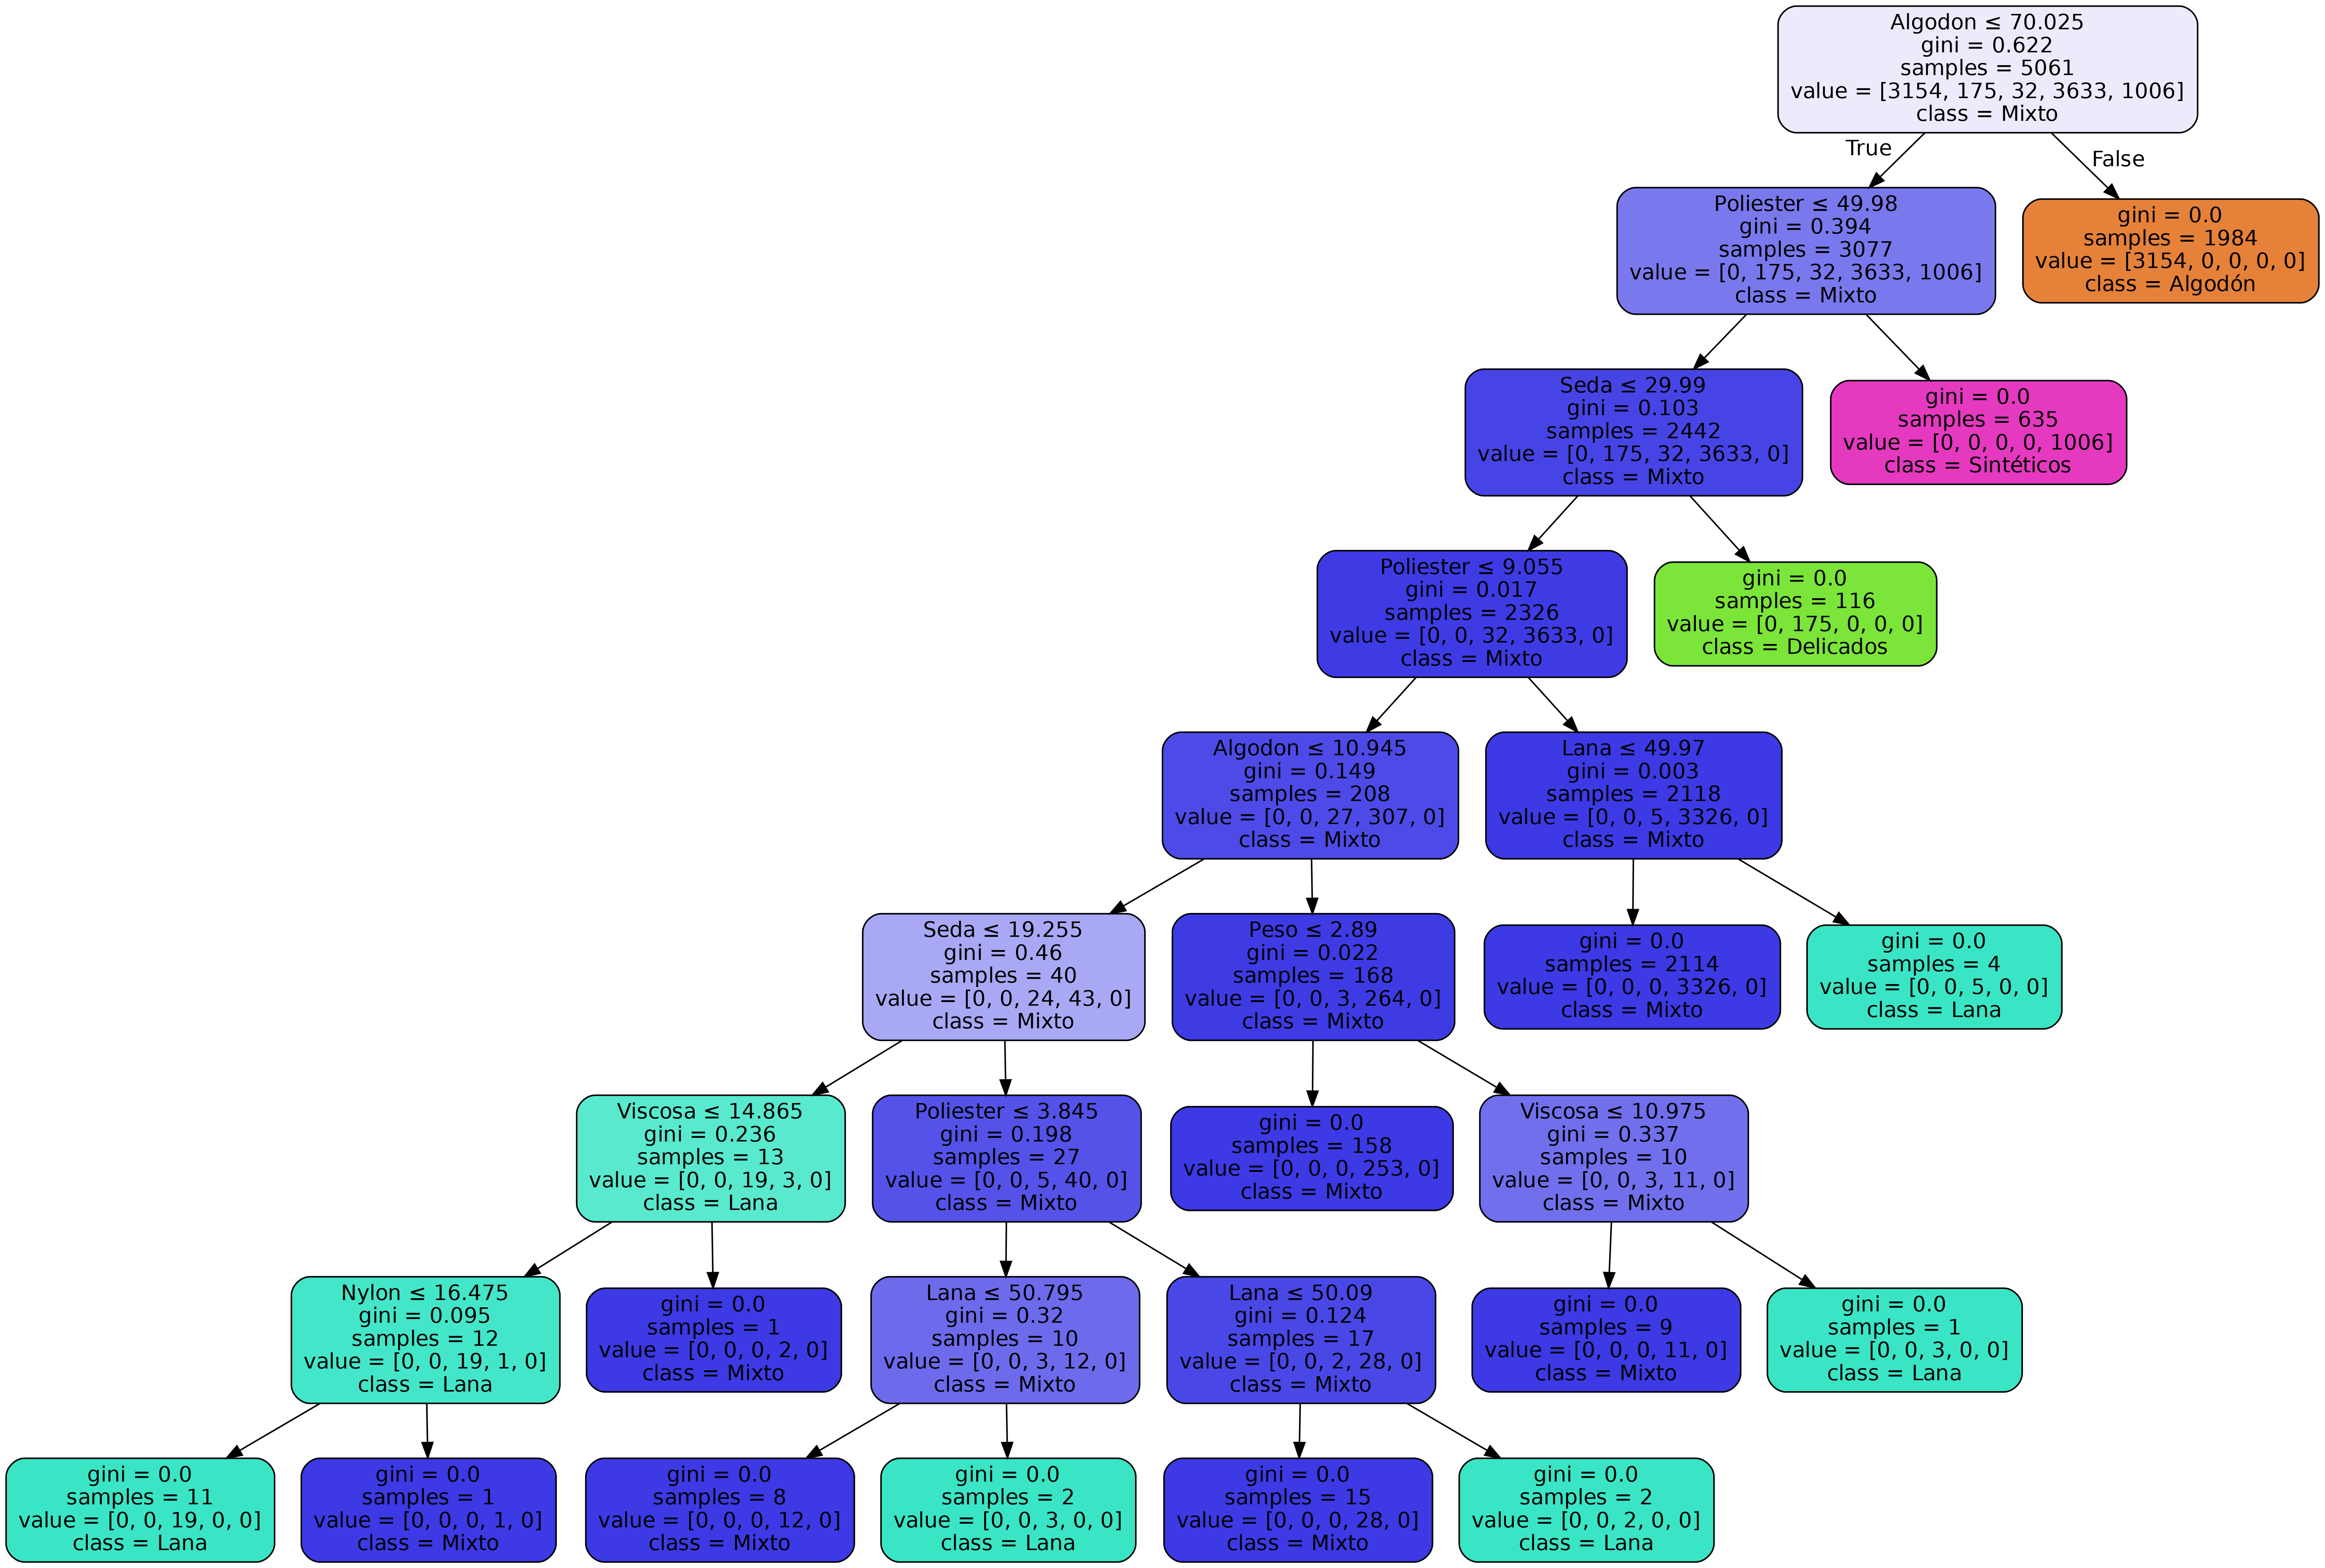 Algodon ≤ 70.025
gini = 0.622
samples = 5061
value = [3154, 175, 32, 3633, 1006]
class = Mixto
True
False
Poliester ≤ 49.98
gini = 0.394
samples = 3077
value = [0, 175, 32, 3633, 1006]
class = Mixto
gini = 0.0
samples = 1984
value = [3154, 0, 0, 0, 0]
class = Algodón
Seda ≤ 29.99
gini = 0.103
samples = 2442
value = [0, 175, 32, 3633, 0]
class = Mixto
gini = 0.0
samples = 635
value = [0, 0, 0, 0, 1006]
class = Sintéticos
Poliester ≤ 9.055
gini = 0.017
samples = 2326
value = [0, 0, 32, 3633, 0]
class = Mixto
gini = 0.0
samples = 116
value = [0, 175, 0, 0, 0]
class = Delicados
Algodon ≤ 10.945
gini = 0.149
samples = 208
value = [0, 0, 27, 307, 0]
class = Mixto
Lana ≤ 49.97
gini = 0.003
samples = 2118
value = [0, 0, 5, 3326, 0]
class = Mixto
Seda ≤ 19.255
gini = 0.46
samples = 40
value = [0, 0, 24, 43, 0]
class = Mixto
Peso ≤ 2.89
gini = 0.022
samples = 168
value = [0, 0, 3, 264, 0]
class = Mixto
gini = 0.0
samples = 2114
value = [0, 0, 0, 3326, 0]
class = Mixto
gini = 0.0
samples = 4
value = [0, 0, 5, 0, 0]
class = Lana
Viscosa ≤ 14.865
gini = 0.236
samples = 13
value = [0, 0, 19, 3, 0]
class = Lana
Poliester ≤ 3.845
gini = 0.198
samples = 27
value = [0, 0, 5, 40, 0]
class = Mixto
gini = 0.0
samples = 158
value = [0, 0, 0, 253, 0]
class = Mixto
Viscosa ≤ 10.975
gini = 0.337
samples = 10
value = [0, 0, 3, 11, 0]
class = Mixto
Nylon ≤ 16.475
gini = 0.095
samples = 12
value = [0, 0, 19, 1, 0]
class = Lana
gini = 0.0
samples = 1
value = [0, 0, 0, 2, 0]
class = Mixto
Lana ≤ 50.795
gini = 0.32
samples = 10
value = [0, 0, 3, 12, 0]
class = Mixto
Lana ≤ 50.09
gini = 0.124
samples = 17
value = [0, 0, 2, 28, 0]
class = Mixto
gini = 0.0
samples = 9
value = [0, 0, 0, 11, 0]
class = Mixto
gini = 0.0
samples = 1
value = [0, 0, 3, 0, 0]
class = Lana
gini = 0.0
samples = 11
value = [0, 0, 19, 0, 0]
class = Lana
gini = 0.0
samples = 1
value = [0, 0, 0, 1, 0]
class = Mixto
gini = 0.0
samples = 8
value = [0, 0, 0, 12, 0]
class = Mixto
gini = 0.0
samples = 2
value = [0, 0, 3, 0, 0]
class = Lana
gini = 0.0
samples = 15
value = [0, 0, 0, 28, 0]
class = Mixto
gini = 0.0
samples = 2
value = [0, 0, 2, 0, 0]
class = Lana